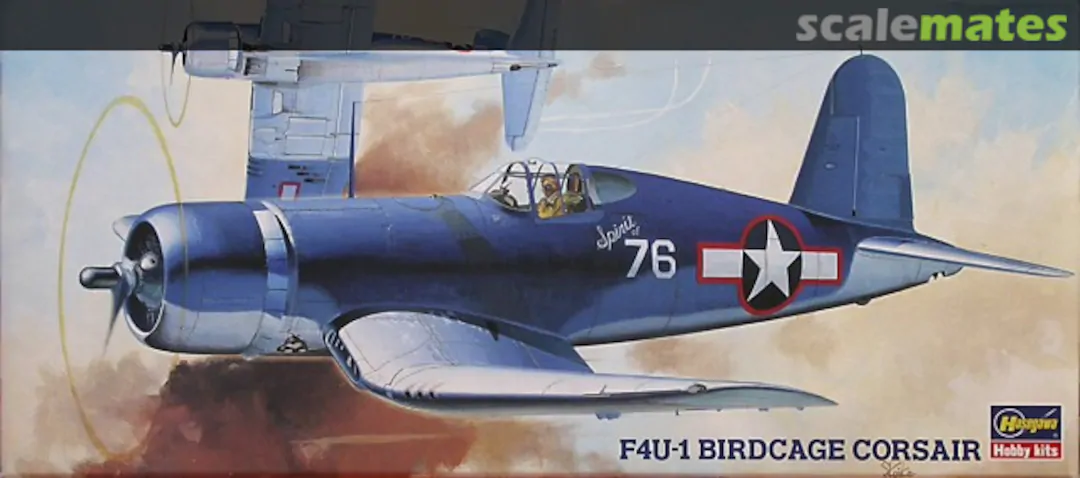 scalemates
Spirit
of
76
F4U-1 BIRDCAGE CORSAIR
Hasegawa
Hobby kits